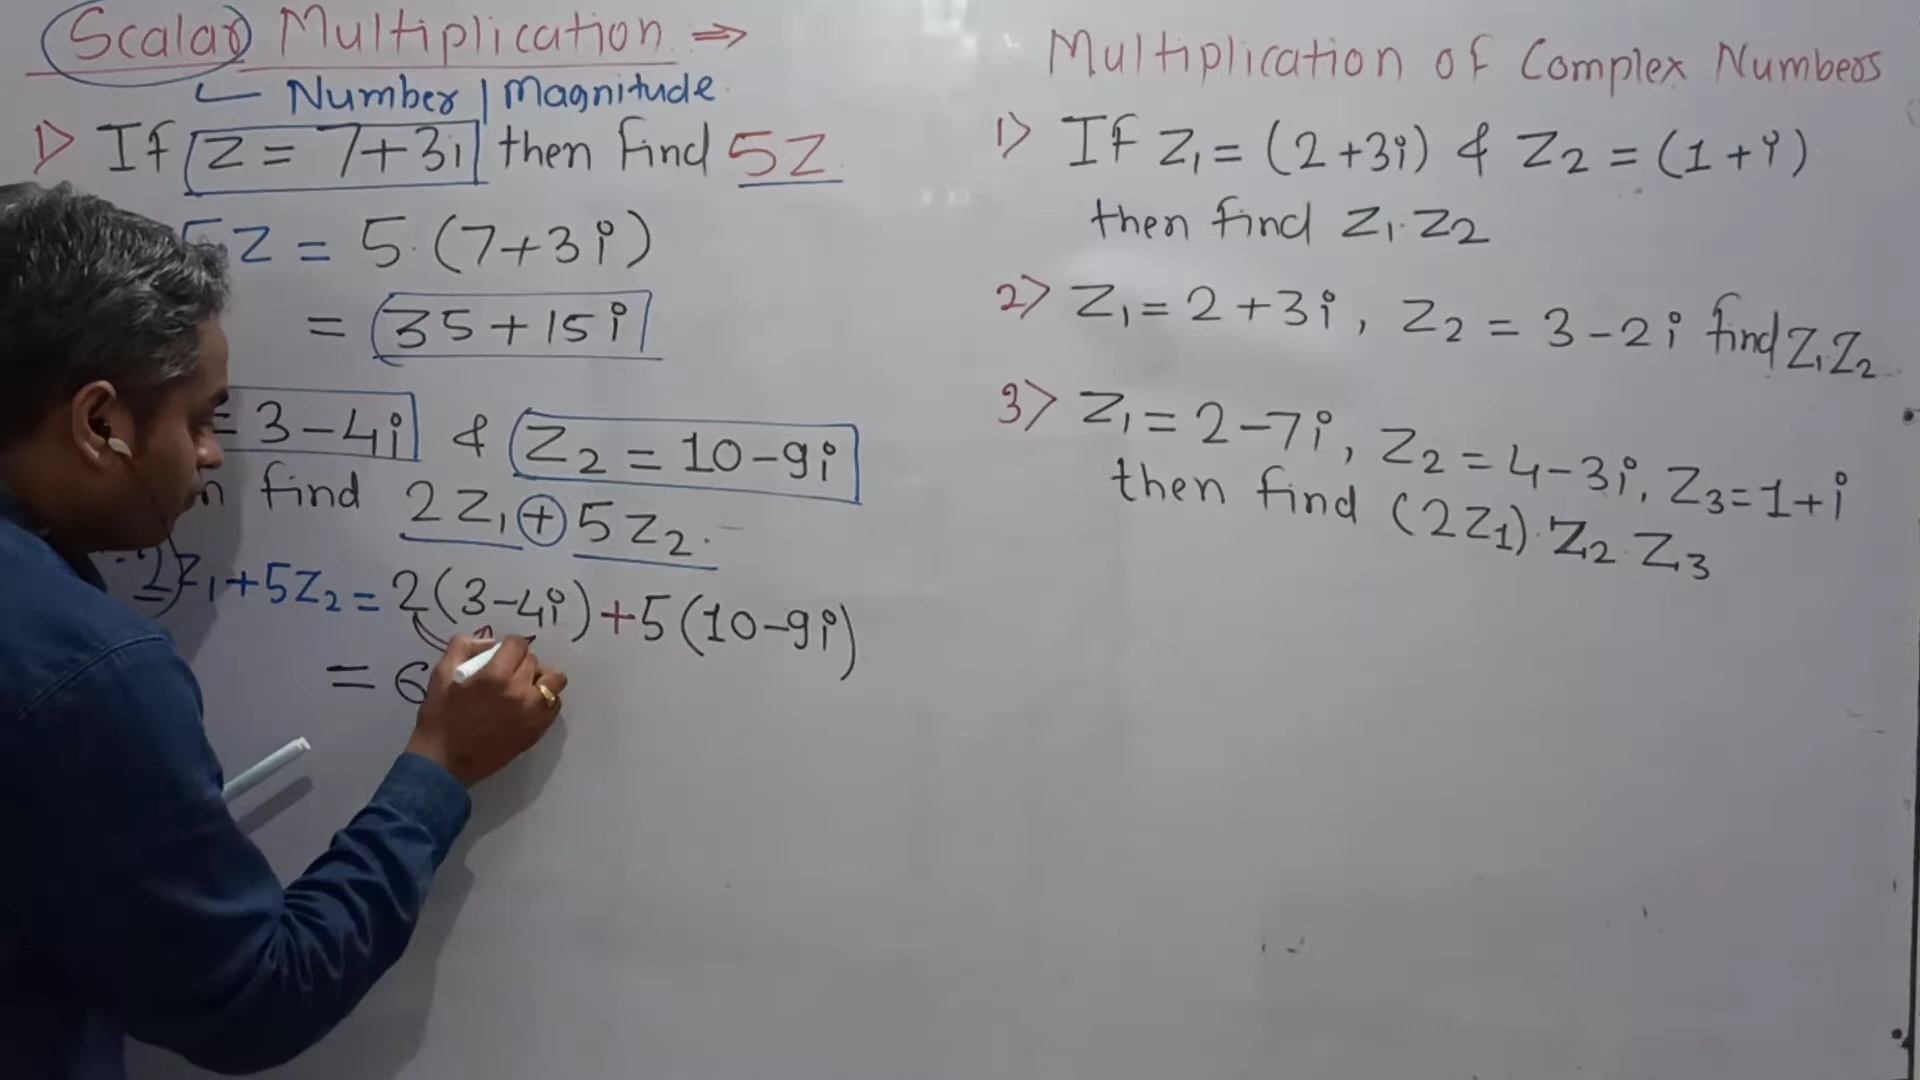 Scalar Multiplication ⇒
Number | Magnitude
1) If z = 7+3i then find 5z
5z = 5·(7+3i)
= 35+15i
= 3-4i & z₂ = 10-9i
find 2z₁ + 5z₂.
2z₁+5z₂ = 2(3-4i)+5(10-9i)
= 6
Multiplication of Complex Numbers
1) If z₁ = (2+3i) & z₂ = (1+i)
then find z₁·z₂
2) z₁ = 2+3i, z₂ = 3-2i find z₁z₂
3) z₁ = 2-7i, z₂ = 4-3i, z₃ = 1+i
then find (2z₁)·z₂·z₃